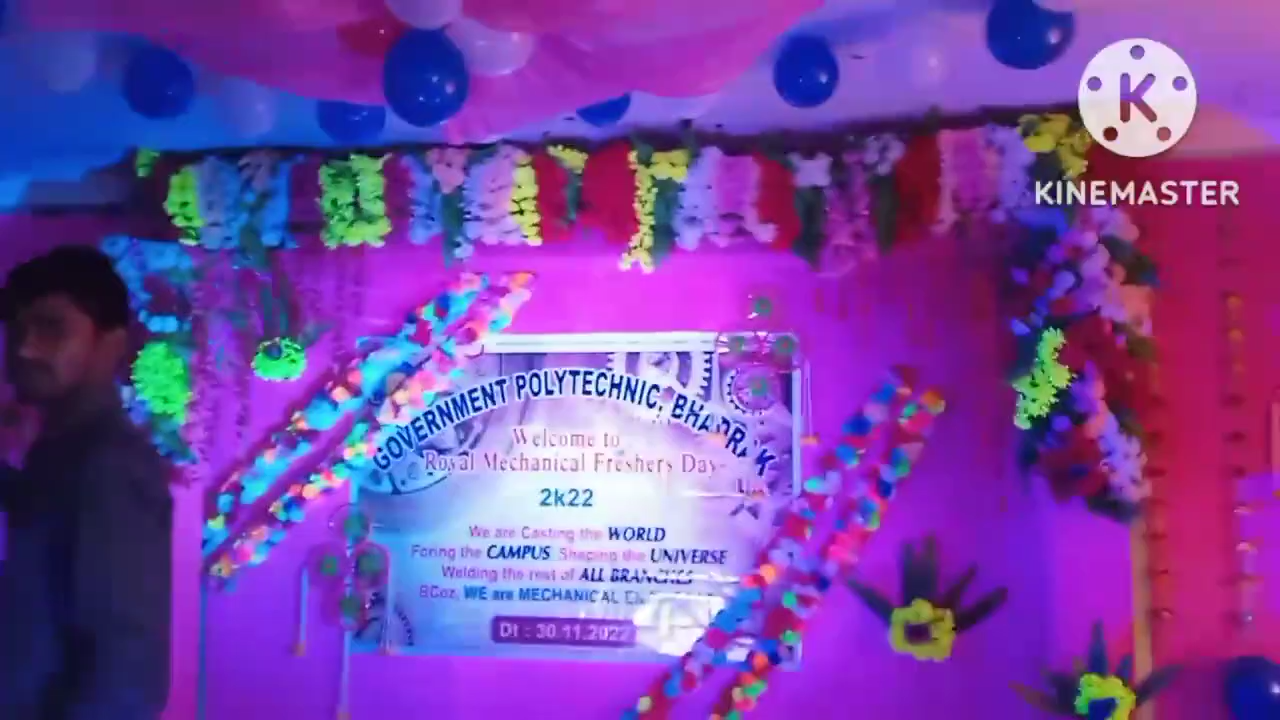 K
KINEMASTER
GOVERNMENT POLYTECHNIC, BHADRAK
Welcome to
Royal Mechanical Freshers Day-
2k22
We are Casting the WORLD
Foring the CAMPUS Shaping the UNIVERSE
Welding the rest of ALL BRANCHES
BCoz, WE are MECHANICAL
Dt : 30.11.2022